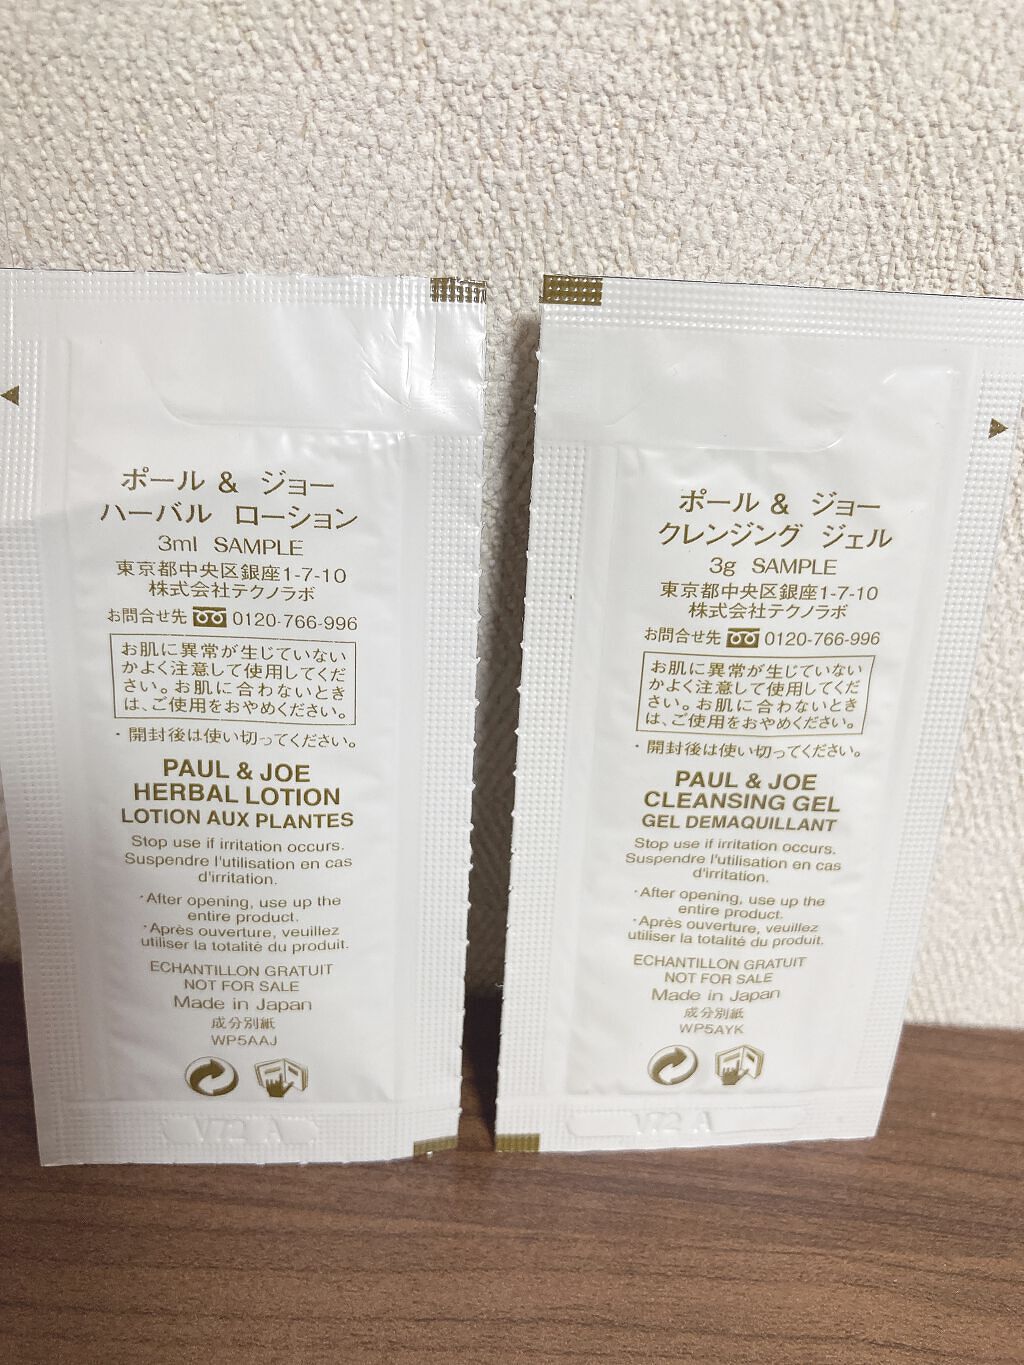 ポール & ジョー
ハーバル ローション
3ml SAMPLE
東京都中央区銀座1-7-10
株式会社テクノラボ
お問合せ先 0120-766-996
お肌に異常が生じていない
かよく注意して使用してくだ
さい。お肌に合わないとき
は、ご使用をおやめください。
・開封後は使い切ってください。
PAUL & JOE
HERBAL LOTION
LOTION AUX PLANTES
Stop use if irritation occurs.
Suspendre l'utilisation en cas
d'irritation.
・After opening, use up the
entire product.
・Après ouverture, veuillez
utiliser la totalité du produit.
ECHANTILLON GRATUIT
NOT FOR SALE
Made in Japan
成分別紙
WP5AAJ
V72 A
ポール & ジョー
クレンジング ジェル
3g SAMPLE
東京都中央区銀座1-7-10
株式会社テクノラボ
お問合せ先 0120-766-996
お肌に異常が生じていない
かよく注意して使用してくだ
さい。お肌に合わないとき
は、ご使用をおやめください。
・開封後は使い切ってください。
PAUL & JOE
CLEANSING GEL
GEL DEMAQUILLANT
Stop use if irritation occurs.
Suspendre l'utilisation en cas
d'irritation.
・After opening, use up the
entire product.
・Après ouverture, veuillez
utiliser la totalité du produit.
ECHANTILLON GRATUIT
NOT FOR SALE
Made in Japan
成分別紙
WP5AYK
V72 A